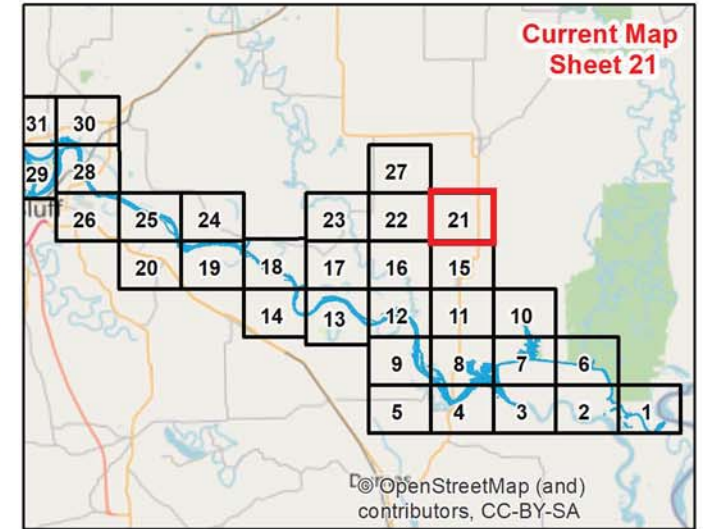 Current Map
Sheet 21
31 30
27
29 28
21
26 25 24 23 22
20 19 18 17 16 15
14 13 12 11 10
9 8 7 6
5 4 3 2 1
© OpenStreetMap (and)
contributors, CC-BY-SA